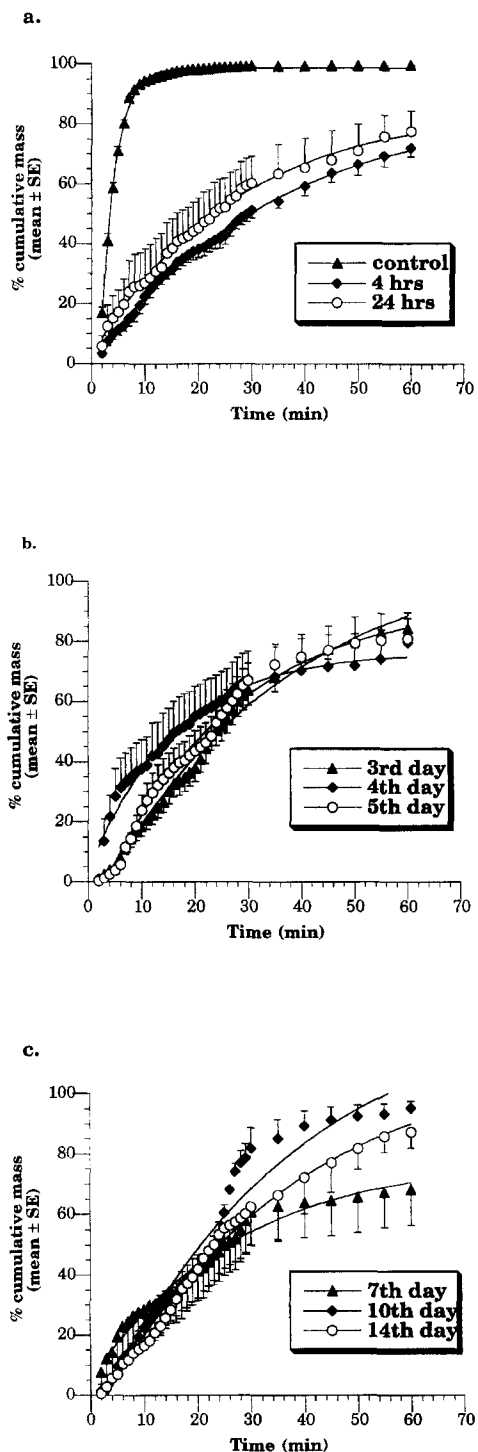 a.
% cumulative mass
(mean ± SE)
100
80
60
40
20
0
0 10 20 30 40 50 60 70
Time (min)
control
4 hrs
24 hrs
b.
% cumulative mass
(mean ± SE)
100
80
60
40
20
0
0 10 20 30 40 50 60 70
Time (min)
3rd day
4th day
5th day
c.
% cumulative mass
(mean ± SE)
100
80
60
40
20
0
0 10 20 30 40 50 60 70
Time (min)
7th day
10th day
14th day